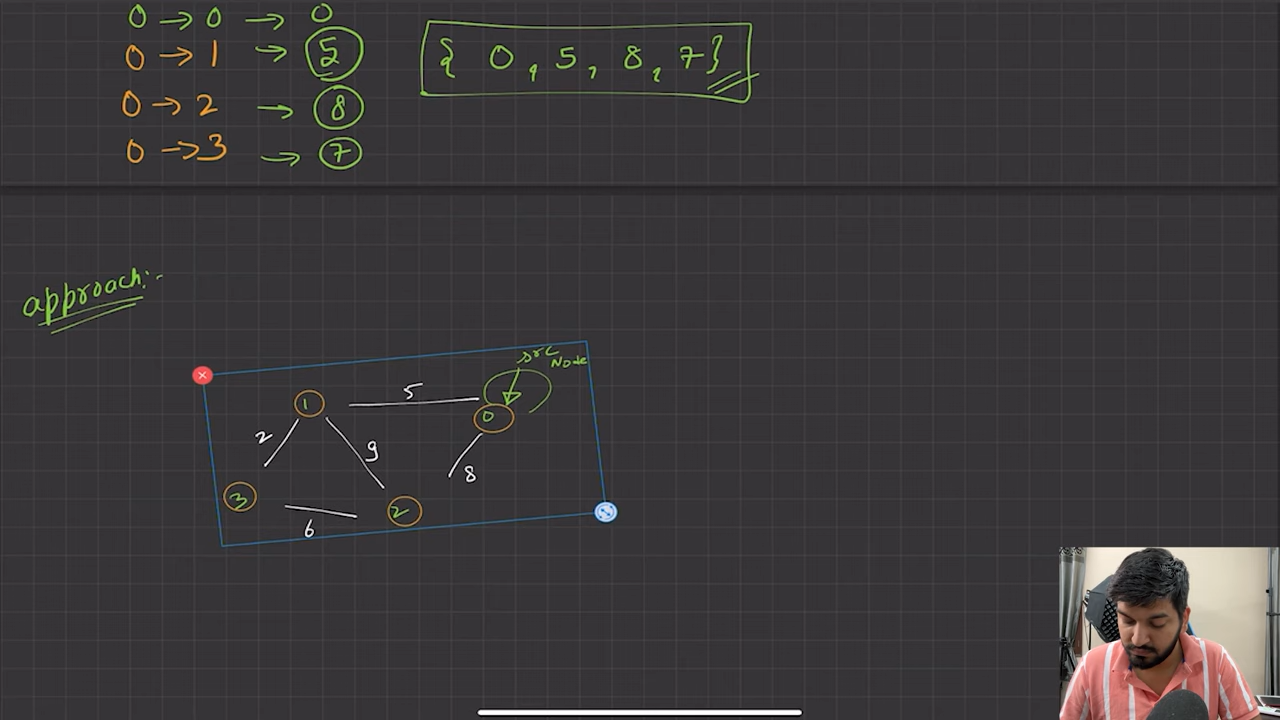 0 → 0 → 0
0 → 1 → 5
0 → 2 → 8
0 → 3 → 7
{ 0 , 5 , 8 , 7 }
approach:-
src
Node
1
5
0
2
9
8
3
6
2